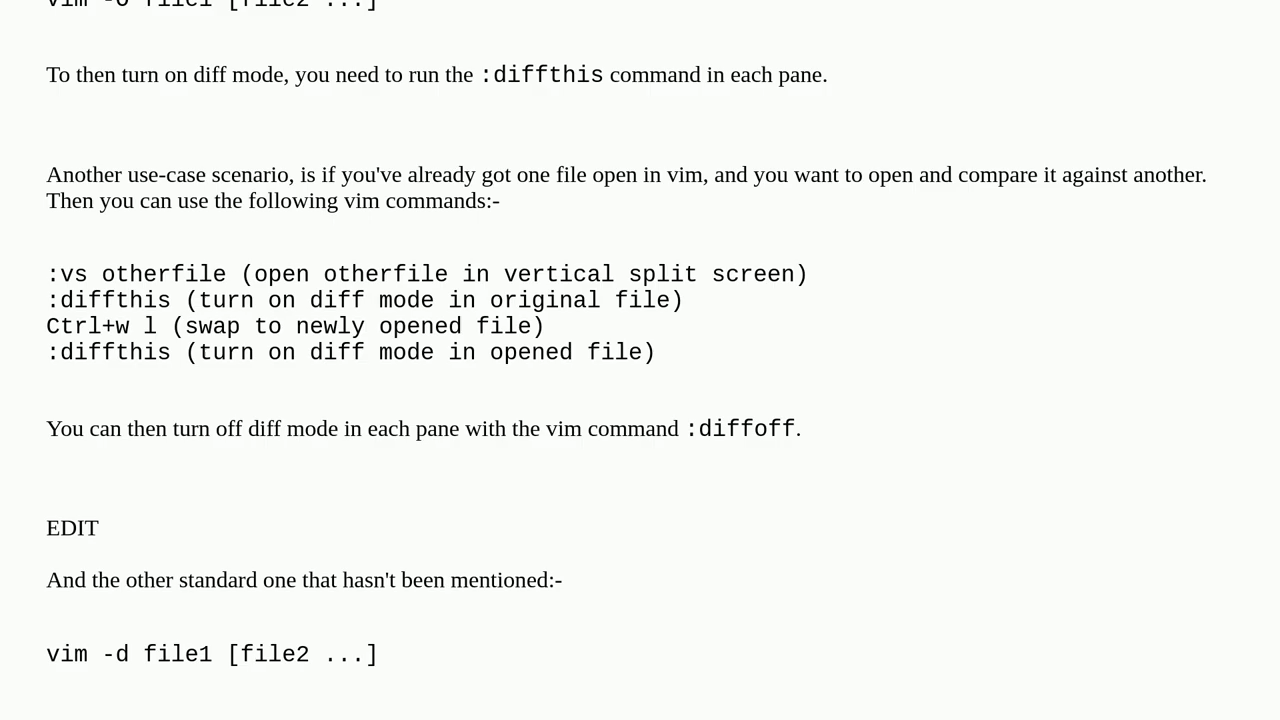 vim -O file1 [file2 ...]
To then turn on diff mode, you need to run the :diffthis command in each pane.
Another use-case scenario, is if you've already got one file open in vim, and you want to open and compare it against another.
Then you can use the following vim commands:-
:vs otherfile (open otherfile in vertical split screen)
:diffthis (turn on diff mode in original file)
Ctrl+w l (swap to newly opened file)
:diffthis (turn on diff mode in opened file)
You can then turn off diff mode in each pane with the vim command :diffoff.
EDIT
And the other standard one that hasn't been mentioned:-
vim -d file1 [file2 ...]